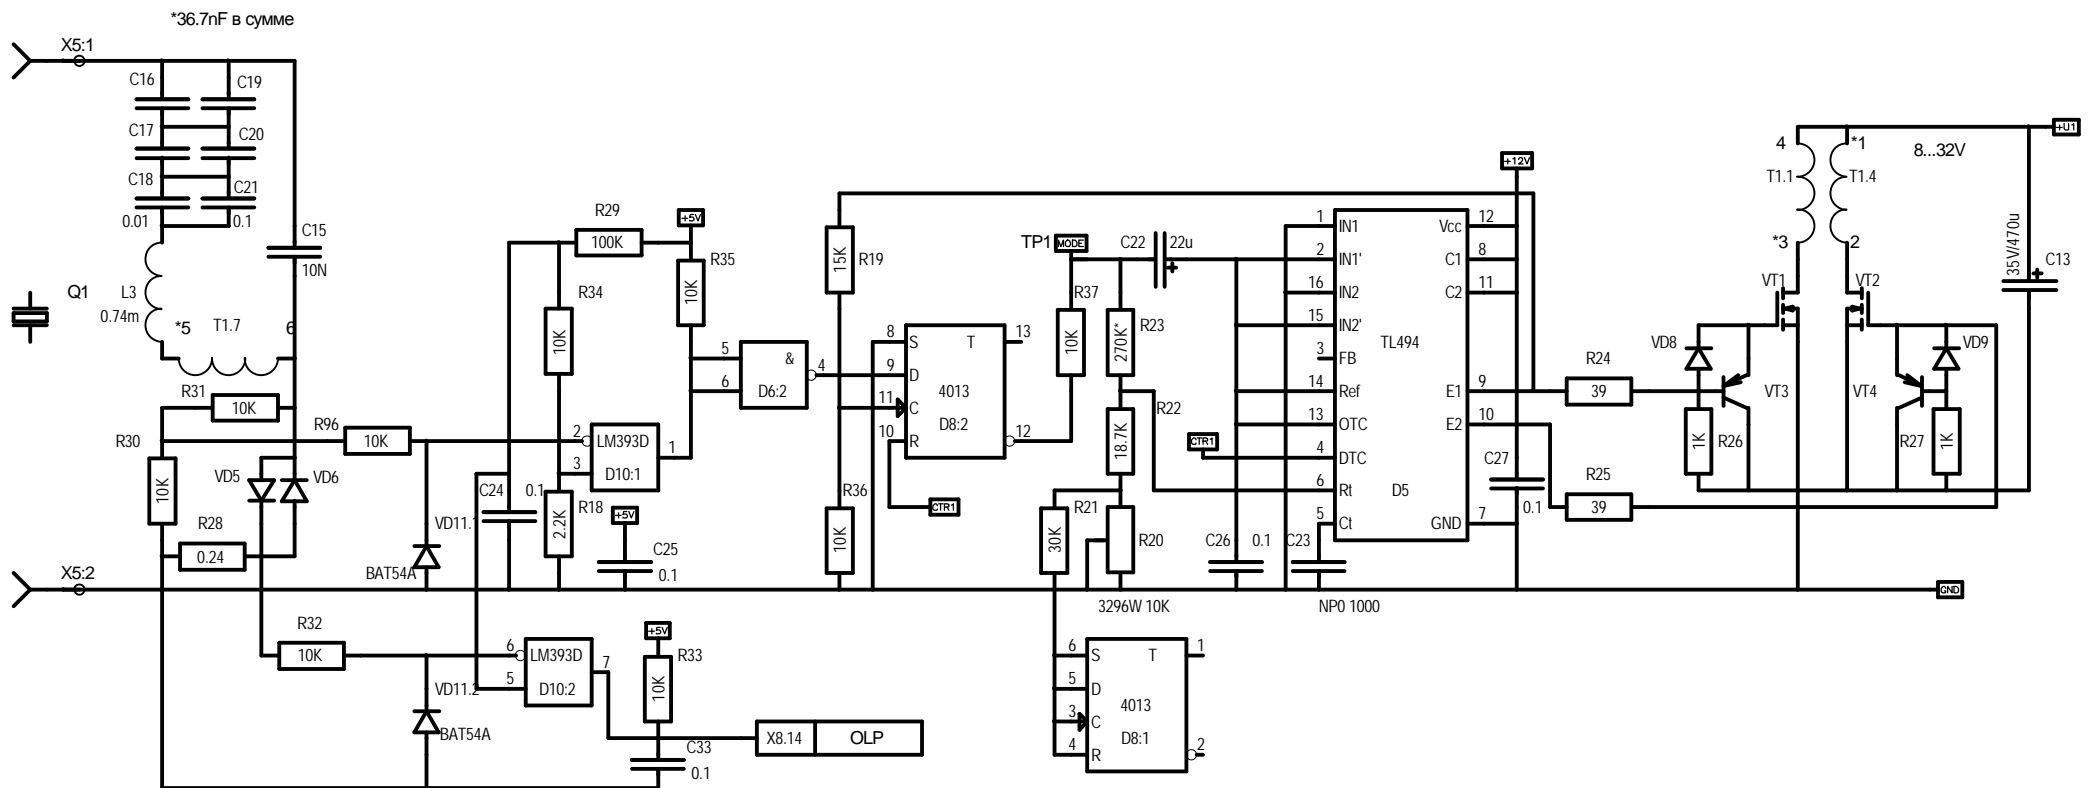 *36.7nF в сумме
X5:1
C16
C19
C17
C20
C18
C21
0.01
0.1
C15
10N
Q1
L3
0.74m
*5
T1.7
6
R31
10K
R30
10K
R96
10K
VD5
VD6
R28
0.24
X5:2
VD11.1
BAT54A
R32
10K
VD11.2
BAT54A
R29
100K
+5V
R35
10K
R34
10K
2
LM393D
1
3
D10:1
C24
0.1
R18
2.2K
+5V
C25
0.1
6
LM393D
7
5
D10:2
+5V
R33
10K
C33
0.1
X8.14
OLP
5
&
4
6
D6:2
15K
R19
R36
10K
8
S
T
13
9
D
4013
11
C
D8:2
10
R
12
CTR1
TP1
MODE
C22
22u
R37
10K
270K*
R23
R22
18.7K
R21
30K
R20
3296W 10K
6
S
T
1
5
D
4013
3
C
4
R
D8:1
2
C26
0.1
C23
NP0 1000
CTR1
+12V
1
IN1
Vcc
12
2
IN1'
C1
8
16
IN2
C2
11
15
IN2'
TL494
3
FB
14
Ref
E1
9
13
OTC
E2
10
4
DTC
6
Rt
D5
5
Ct
GND
7
C27
0.1
R24
39
R25
39
GND
VD8
1K
R26
VT3
VT1
VT2
VT4
VD9
R27
1K
4
T1.1
*3
*1
T1.4
2
8...32V
+U1
35V/470u
C13